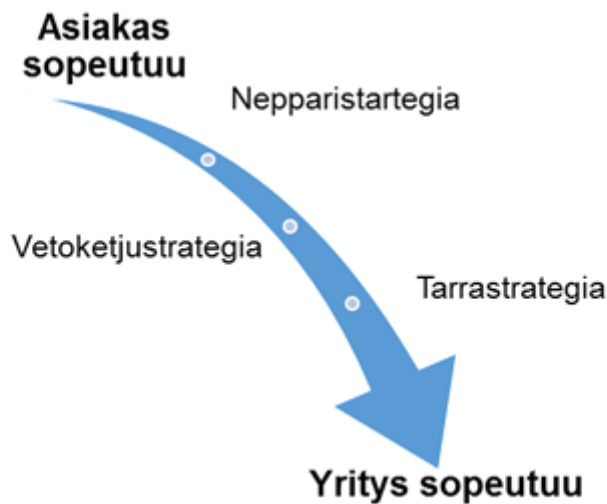 Asiakas
sopeutuu
Nepparistartegia
Vetoketjustrategia
Tarrastrategia
Yritys sopeutuu